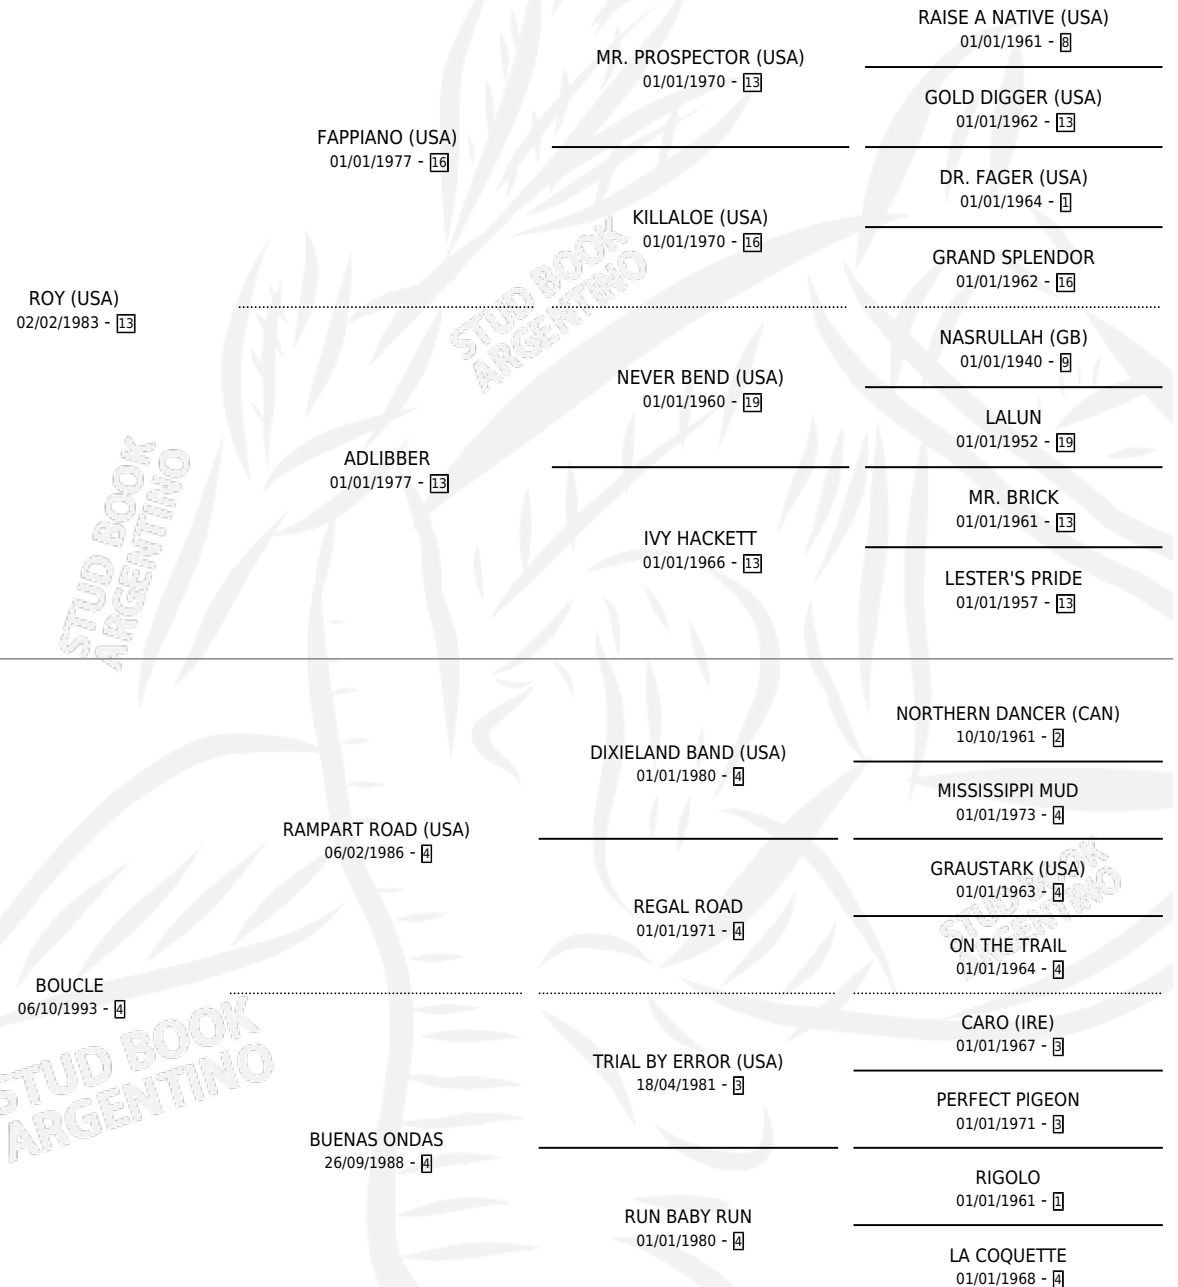 RAISE A NATIVE (USA)
01/01/1961 - 8
MR. PROSPECTOR (USA)
01/01/1970 - 13
GOLD DIGGER (USA)
01/01/1962 - 13
FAPPIANO (USA)
01/01/1977 - 16
DR. FAGER (USA)
01/01/1964 - 1
KILLALOE (USA)
01/01/1970 - 16
GRAND SPLENDOR
01/01/1962 - 16
ROY (USA)
02/02/1983 - 13
STUD BOOK
ARGENTINO
NASRULLAH (GB)
01/01/1940 - 9
NEVER BEND (USA)
01/01/1960 - 19
LALUN
01/01/1952 - 19
ADLIBBER
01/01/1977 - 13
MR. BRICK
01/01/1961 - 13
IVY HACKETT
01/01/1966 - 13
LESTER'S PRIDE
01/01/1957 - 13
STUD BOOK
ARGENTINO
NORTHERN DANCER (CAN)
10/10/1961 - 2
DIXIELAND BAND (USA)
01/01/1980 - 4
MISSISSIPPI MUD
01/01/1973 - 4
RAMPART ROAD (USA)
06/02/1986 - 4
GRAUSTARK (USA)
01/01/1963 - 4
REGAL ROAD
01/01/1971 - 4
STUD BOOK
ARGENTINO
ON THE TRAIL
01/01/1964 - 4
BOUCLE
06/10/1993 - 4
CARO (IRE)
01/01/1967 - 3
TRIAL BY ERROR (USA)
18/04/1981 - 3
PERFECT PIGEON
01/01/1971 - 3
STUD BOOK
ARGENTINO
BUENAS ONDAS
26/09/1988 - 4
RIGOLO
01/01/1961 - 1
RUN BABY RUN
01/01/1980 - 4
LA COQUETTE
01/01/1968 - 4